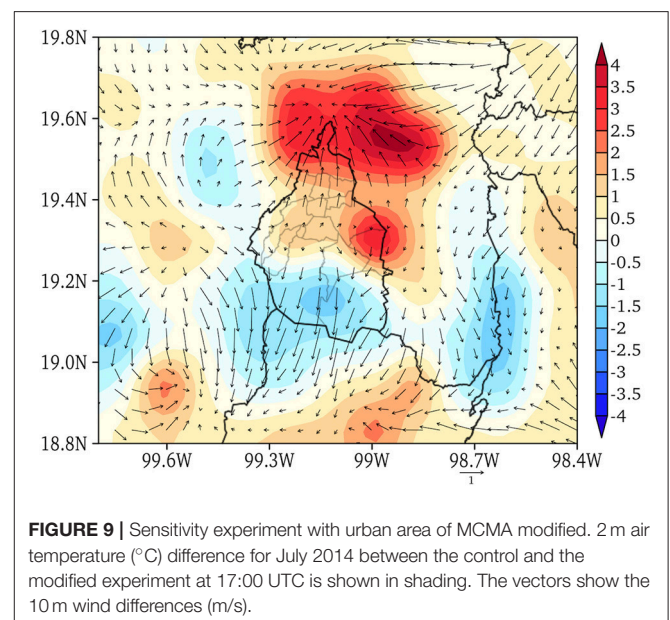 19.8N
19.6N
19.4N
19.2N
19.0N
18.8N
99.6W 99.3W 99W 98.7W 98.4W
1
4
3.5
3
2.5
2
1.5
1
0.5
0
-0.5
-1
-1.5
-2
-2.5
-3
-3.5
-4
FIGURE 9 | Sensitivity experiment with urban area of MCMA modified. 2 m air
temperature (°C) difference for July 2014 between the control and the
modified experiment at 17:00 UTC is shown in shading. The vectors show the
10 m wind differences (m/s).